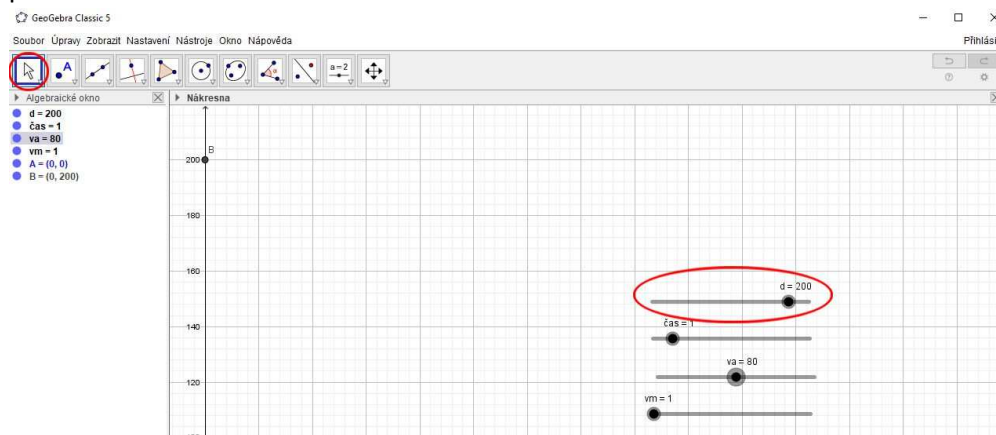 GeoGebra Classic 5
Soubor Úpravy Zobrazit Nastavení Nástroje Okno Nápověda
A
a=2
Algebraické okno
Nákresna
d = 200
čas = 1
va = 80
vm = 1
A = (0, 0)
B = (0, 200)
B
200
180
160
d = 200
140
čas = 1
va = 80
120
vm = 1